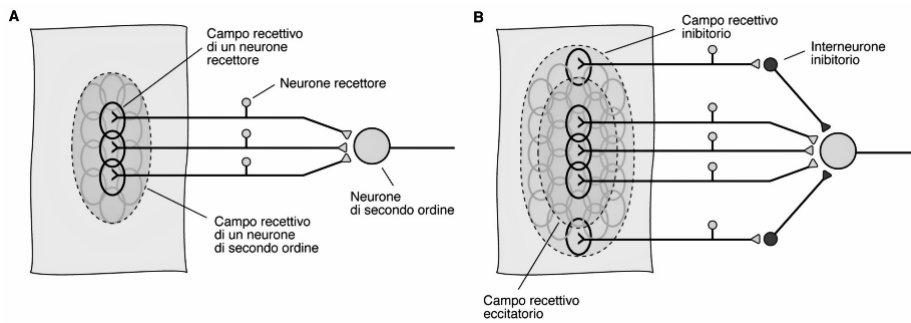 A
Campo recettivo
di un neurone
recettore
Neurone recettore
Neurone
di secondo ordine
Campo recettivo
di un neurone
di secondo ordine
B
Campo recettivo
inibitorio
Interneurone
inibitorio
Campo recettivo
eccitatorio